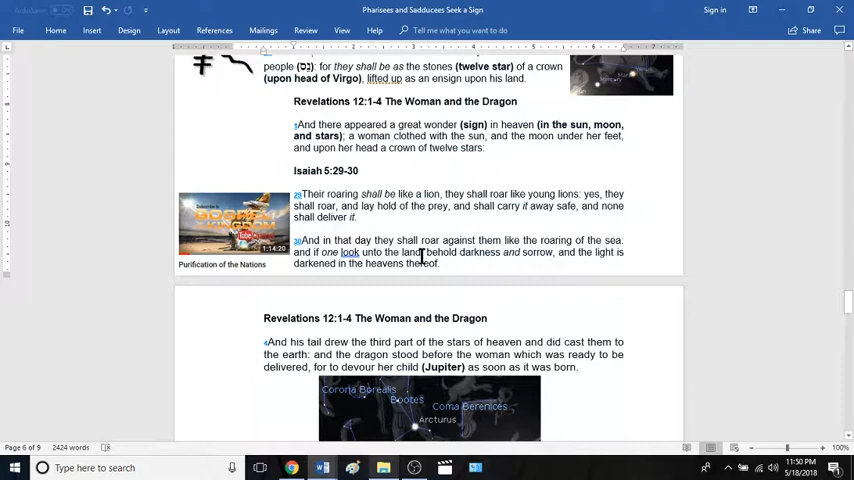 Pharisees and Sadducees Seek a Sign
Sign in
File Home Insert Design Layout References Mailings Review View Help Tell me what you want to do Share
people (נֵס): for they shall be as the stones (twelve star) of a crown
(upon head of Virgo), lifted up as an ensign upon his land.
Revelations 12:1-4 The Woman and the Dragon
1And there appeared a great wonder (sign) in heaven (in the sun, moon,
and stars); a woman clothed with the sun, and the moon under her feet,
and upon her head a crown of twelve stars:
Isaiah 5:29-30
29Their roaring shall be like a lion, they shall roar like young lions: yes, they
shall roar, and lay hold of the prey, and shall carry it away safe, and none
shall deliver it.
30And in that day they shall roar against them like the roaring of the sea:
and if one look unto the land, behold darkness and sorrow, and the light is
darkened in the heavens thereof.
Subscribe to
GOSPEL
KINGDOM
YouTube
1:14:20
Purification of the Nations
Revelations 12:1-4 The Woman and the Dragon
4And his tail drew the third part of the stars of heaven and did cast them to
the earth: and the dragon stood before the woman which was ready to be
delivered, for to devour her child (Jupiter) as soon as it was born.
Corona Borealis
Bootes
Coma Berenices
Arcturus
Page 6 of 9 2424 words 100%
Type here to search
11:50 PM
5/18/2018